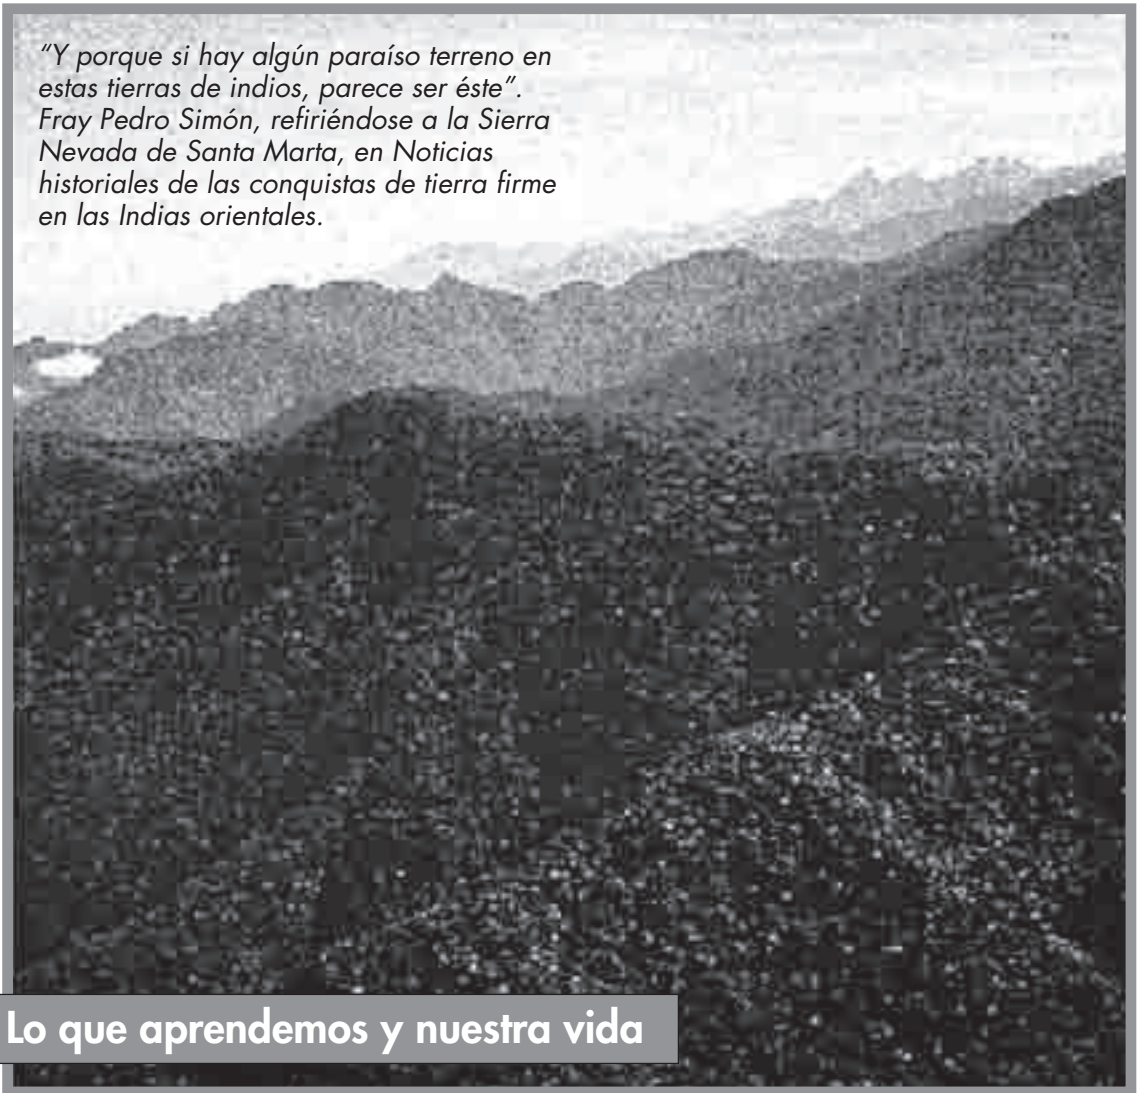 “Y porque si hay algún paraíso terreno en
estas tierras de indios, parece ser éste”.
Fray Pedro Simón, refiriéndose a la Sierra
Nevada de Santa Marta, en Noticias
historiales de las conquistas de tierra firme
en las Indias orientales.
Lo que aprendemos y nuestra vida